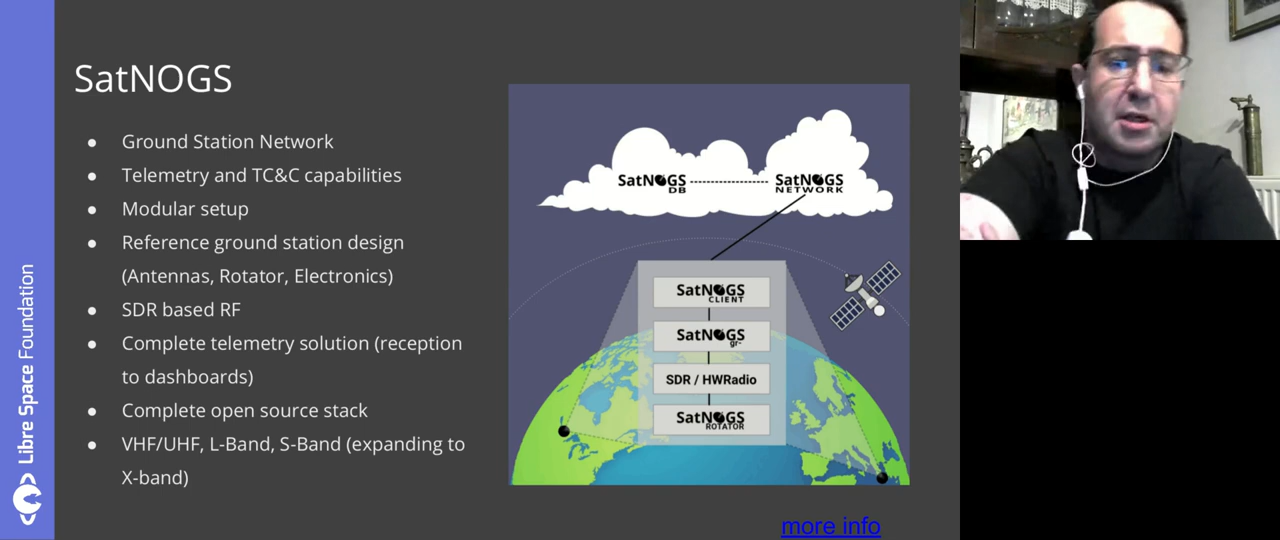 SatNOGS
● Ground Station Network
● Telemetry and TC&C capabilities
● Modular setup
● Reference ground station design
(Antennas, Rotator, Electronics)
● SDR based RF
● Complete telemetry solution (reception
to dashboards)
● Complete open source stack
● VHF/UHF, L-Band, S-Band (expanding to
X-band)
Libre Space Foundation
SatNOGS
DB
SatNOGS
NETWORK
SatNOGS
CLIENT
SatNOGS
gr-
SDR / HWRadio
SatNOGS
ROTATOR
more info